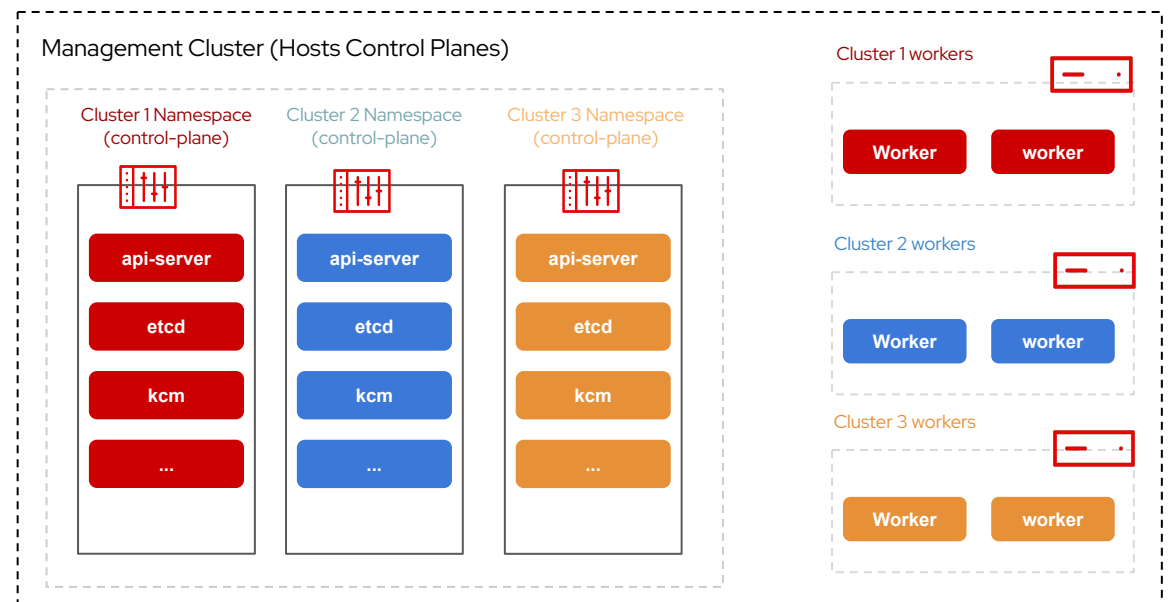 Management Cluster (Hosts Control Planes)
Cluster 1 Namespace
(control-plane)
api-server
etcd
kcm
...
Cluster 2 Namespace
(control-plane)
api-server
etcd
kcm
...
Cluster 3 Namespace
(control-plane)
api-server
etcd
kcm
...
Cluster 1 workers
Worker
worker
Cluster 2 workers
Worker
worker
Cluster 3 workers
Worker
worker